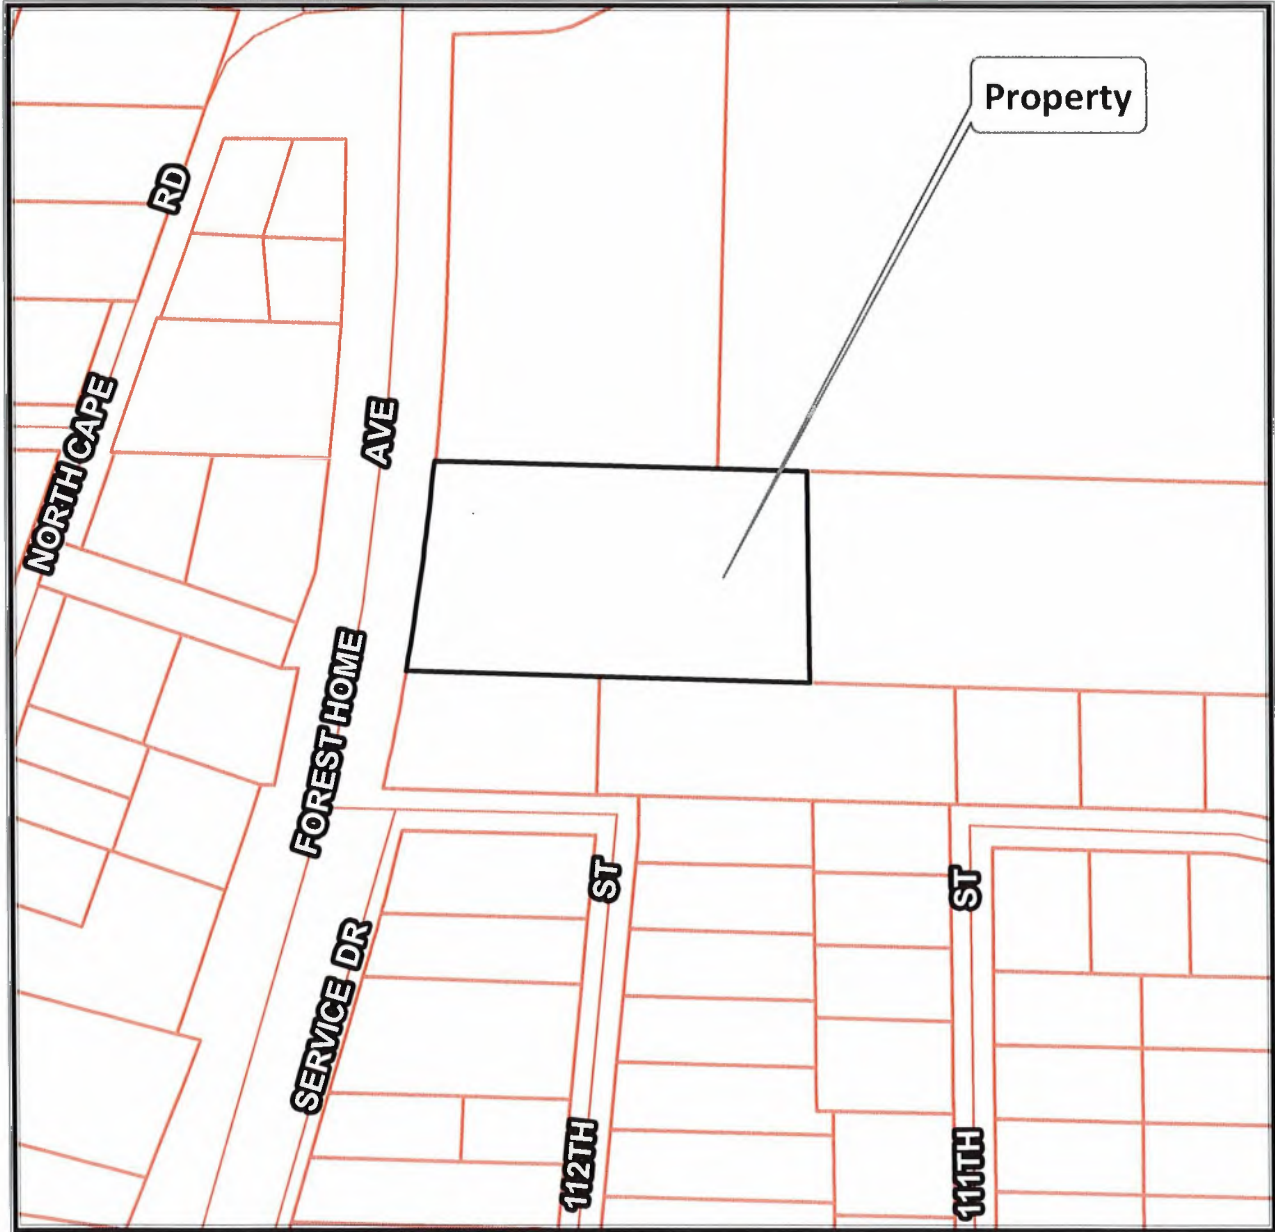 Property
NORTH CAPE RD
FOREST HOME AVE
SERVICE DR
112TH ST
111TH ST